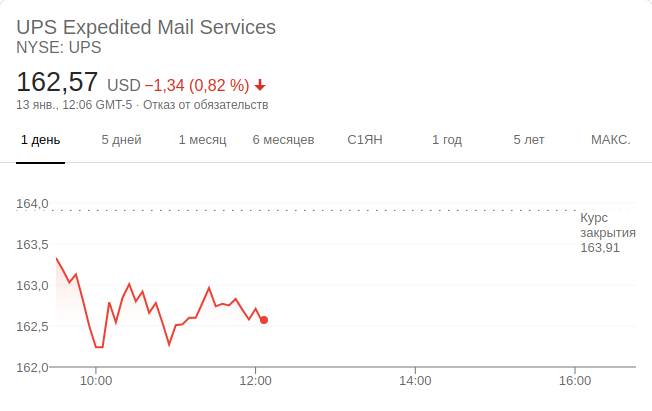 UPS Expedited Mail Services
NYSE: UPS
162,57 USD −1,34 (0,82 %)
13 янв., 12:06 GMT-5 · Отказ от обязательств
1 день 5 дней 1 месяц 6 месяцев С1ЯН 1 год 5 лет МАКС.
164,0
Курс
закрытия
163,91
163,5
163,0
162,5
162,0
10:00 12:00 14:00 16:00